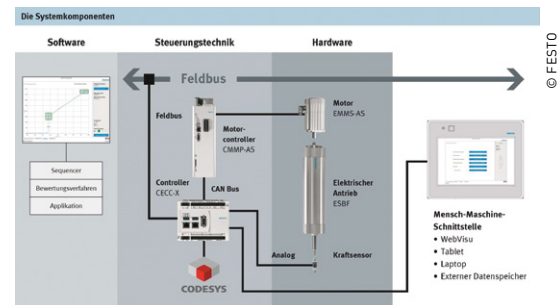 Die Systemkomponenten
Software
Steuerungstechnik
Hardware
Feldbus
Feldbus
Motor-
controller
CMMP-AS
Motor
EMMS-AS
Controller
CECC-X
CAN Bus
Elektrischer
Antrieb
ESBF
Sequencer
Bewertungsverfahren
Applikation
Analog
Kraftsensor
CODESYS
Mensch-Maschine-
Schnittstelle
• WebVisu
• Tablet
• Laptop
• Externer Datenspeicher
© FESTO